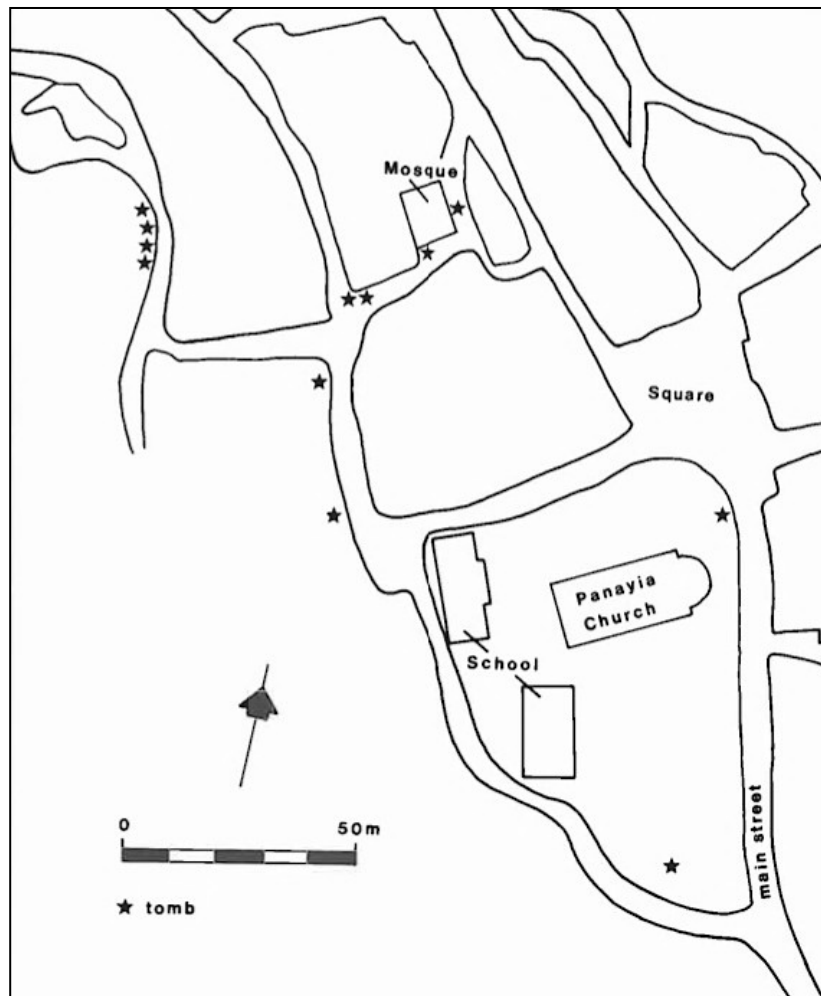 Mosque
Square
Panayia
Church
School
main street
0 50m
tomb